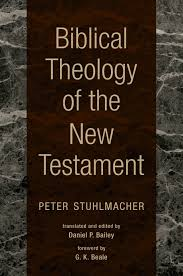 Biblical
Theology
of the
New
Testament
PETER STUHLMACHER
translated and edited by
Daniel P. Bailey
foreword by
G. K. Beale